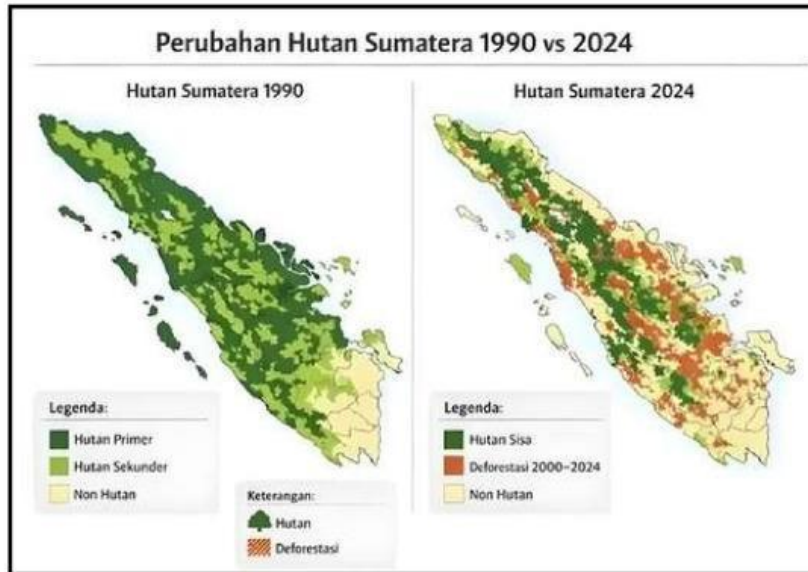 Perubahan Hutan Sumatera 1990 vs 2024
Hutan Sumatera 1990
Legenda:
Hutan Primer
Hutan Sekunder
Non Hutan
Hutan Sumatera 2024
Legenda:
Hutan Sisa
Deforestasi 2000–2024
Non Hutan
Keterangan:
Hutan
Deforestasi